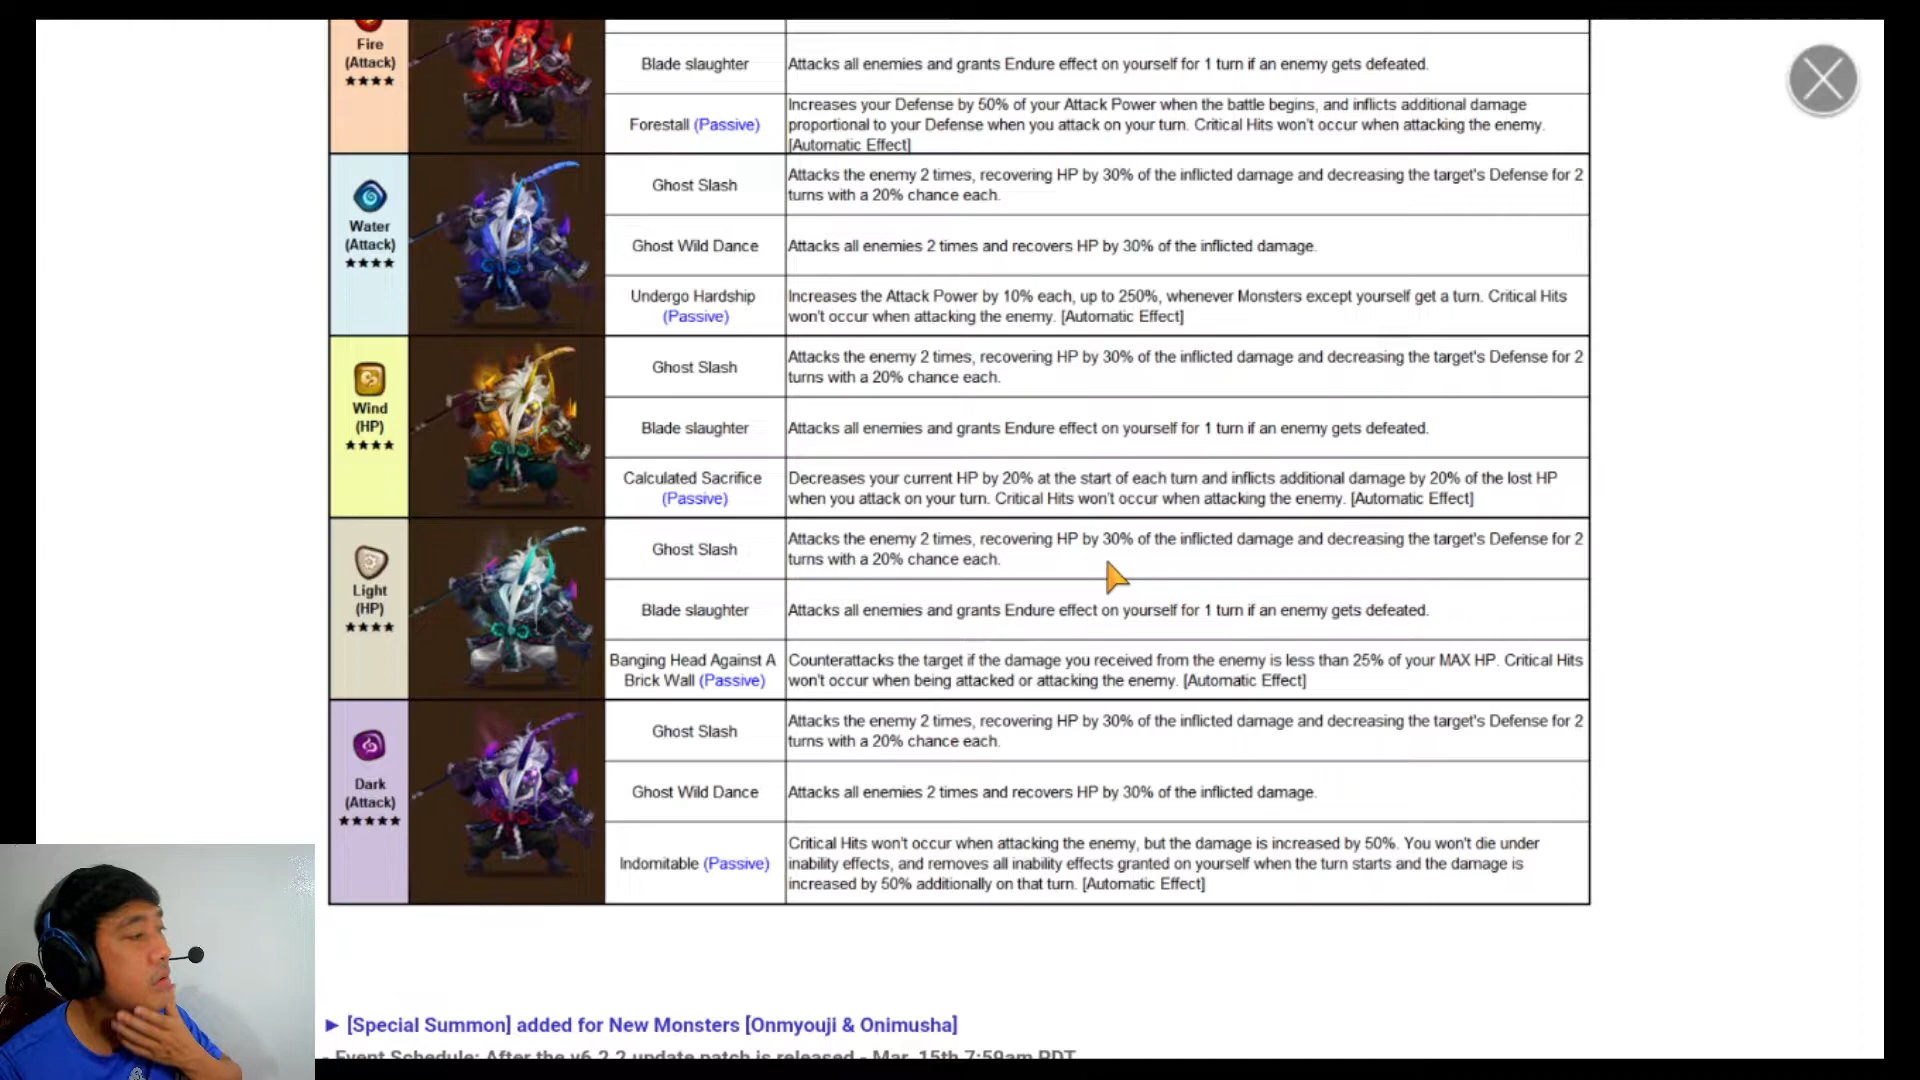 Fire
(Attack)
★★★★
Blade slaughter
Attacks all enemies and grants Endure effect on yourself for 1 turn if an enemy gets defeated.
Forestall (Passive)
Increases your Defense by 50% of your Attack Power when the battle begins, and inflicts additional damage
proportional to your Defense when you attack on your turn. Critical Hits won't occur when attacking the enemy.
[Automatic Effect]
Water
(Attack)
★★★★
Ghost Slash
Attacks the enemy 2 times, recovering HP by 30% of the inflicted damage and decreasing the target's Defense for 2
turns with a 20% chance each.
Ghost Wild Dance
Attacks all enemies 2 times and recovers HP by 30% of the inflicted damage.
Undergo Hardship
(Passive)
Increases the Attack Power by 10% each, up to 250%, whenever Monsters except yourself get a turn. Critical Hits
won't occur when attacking the enemy. [Automatic Effect]
Wind
(HP)
★★★★
Ghost Slash
Attacks the enemy 2 times, recovering HP by 30% of the inflicted damage and decreasing the target's Defense for 2
turns with a 20% chance each.
Blade slaughter
Attacks all enemies and grants Endure effect on yourself for 1 turn if an enemy gets defeated.
Calculated Sacrifice
(Passive)
Decreases your current HP by 20% at the start of each turn and inflicts additional damage by 20% of the lost HP
when you attack on your turn. Critical Hits won't occur when attacking the enemy. [Automatic Effect]
Light
(HP)
★★★★
Ghost Slash
Attacks the enemy 2 times, recovering HP by 30% of the inflicted damage and decreasing the target's Defense for 2
turns with a 20% chance each.
Blade slaughter
Attacks all enemies and grants Endure effect on yourself for 1 turn if an enemy gets defeated.
Banging Head Against A
Brick Wall (Passive)
Counterattacks the target if the damage you received from the enemy is less than 25% of your MAX HP. Critical Hits
won't occur when being attacked or attacking the enemy. [Automatic Effect]
Dark
(Attack)
★★★★★
Ghost Slash
Attacks the enemy 2 times, recovering HP by 30% of the inflicted damage and decreasing the target's Defense for 2
turns with a 20% chance each.
Ghost Wild Dance
Attacks all enemies 2 times and recovers HP by 30% of the inflicted damage.
Indomitable (Passive)
Critical Hits won't occur when attacking the enemy, but the damage is increased by 50%. You won't die under
inability effects, and removes all inability effects granted on yourself when the turn starts and the damage is
increased by 50% additionally on that turn. [Automatic Effect]
► [Special Summon] added for New Monsters [Onmyouji & Onimusha]
- Event Schedule: After the v6.2.2 update patch is released - Mar. 15th 7:59am PDT